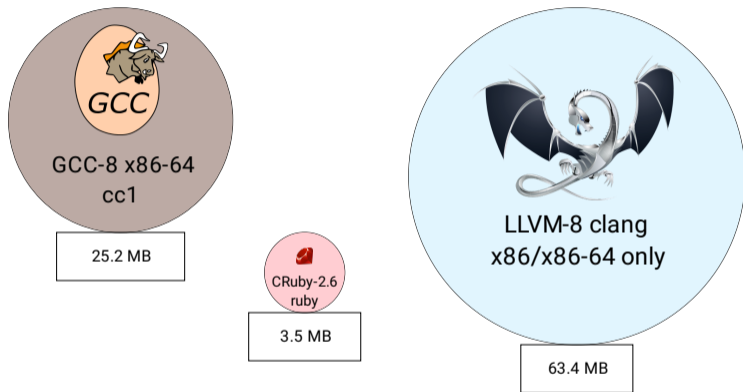 GCC
GCC-8 x86-64
cc1
25.2 MB
CRuby-2.6
ruby
3.5 MB
LLVM-8 clang
x86/x86-64 only
63.4 MB